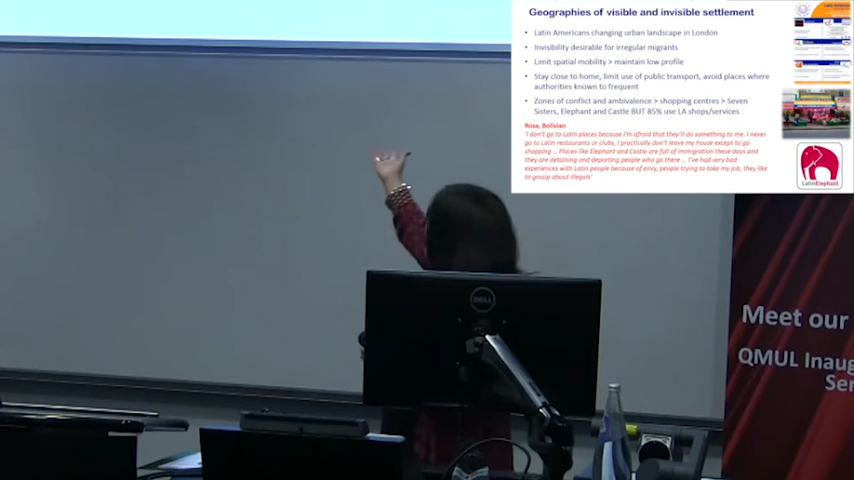 Geographies of visible and invisible settlement
• Latin Americans changing urban landscape in London
• Invisibility desirable for irregular migrants
• Limit spatial mobility > maintain low profile
• Stay close to home, limit use of public transport, avoid places where
authorities known to frequent
• Zones of conflict and ambivalence > shopping centres > Seven
Sisters, Elephant and Castle BUT 85% use LA shops/services
Rosa, Bolivian
'I don't go to Latin places because I'm afraid that they'll do something to me. I never
go to Latin restaurants or clubs, I practically don't leave my house except to go
shopping ... Places like Elephant and Castle are full of immigration these days and
they are detaining and deporting people who go there ... I've had very bad
experiences with Latin people because of envy, people trying to take my job, they like
to gossip about illegals'
LatinElephant
DELL
Meet our
QMUL Inaug
Ser